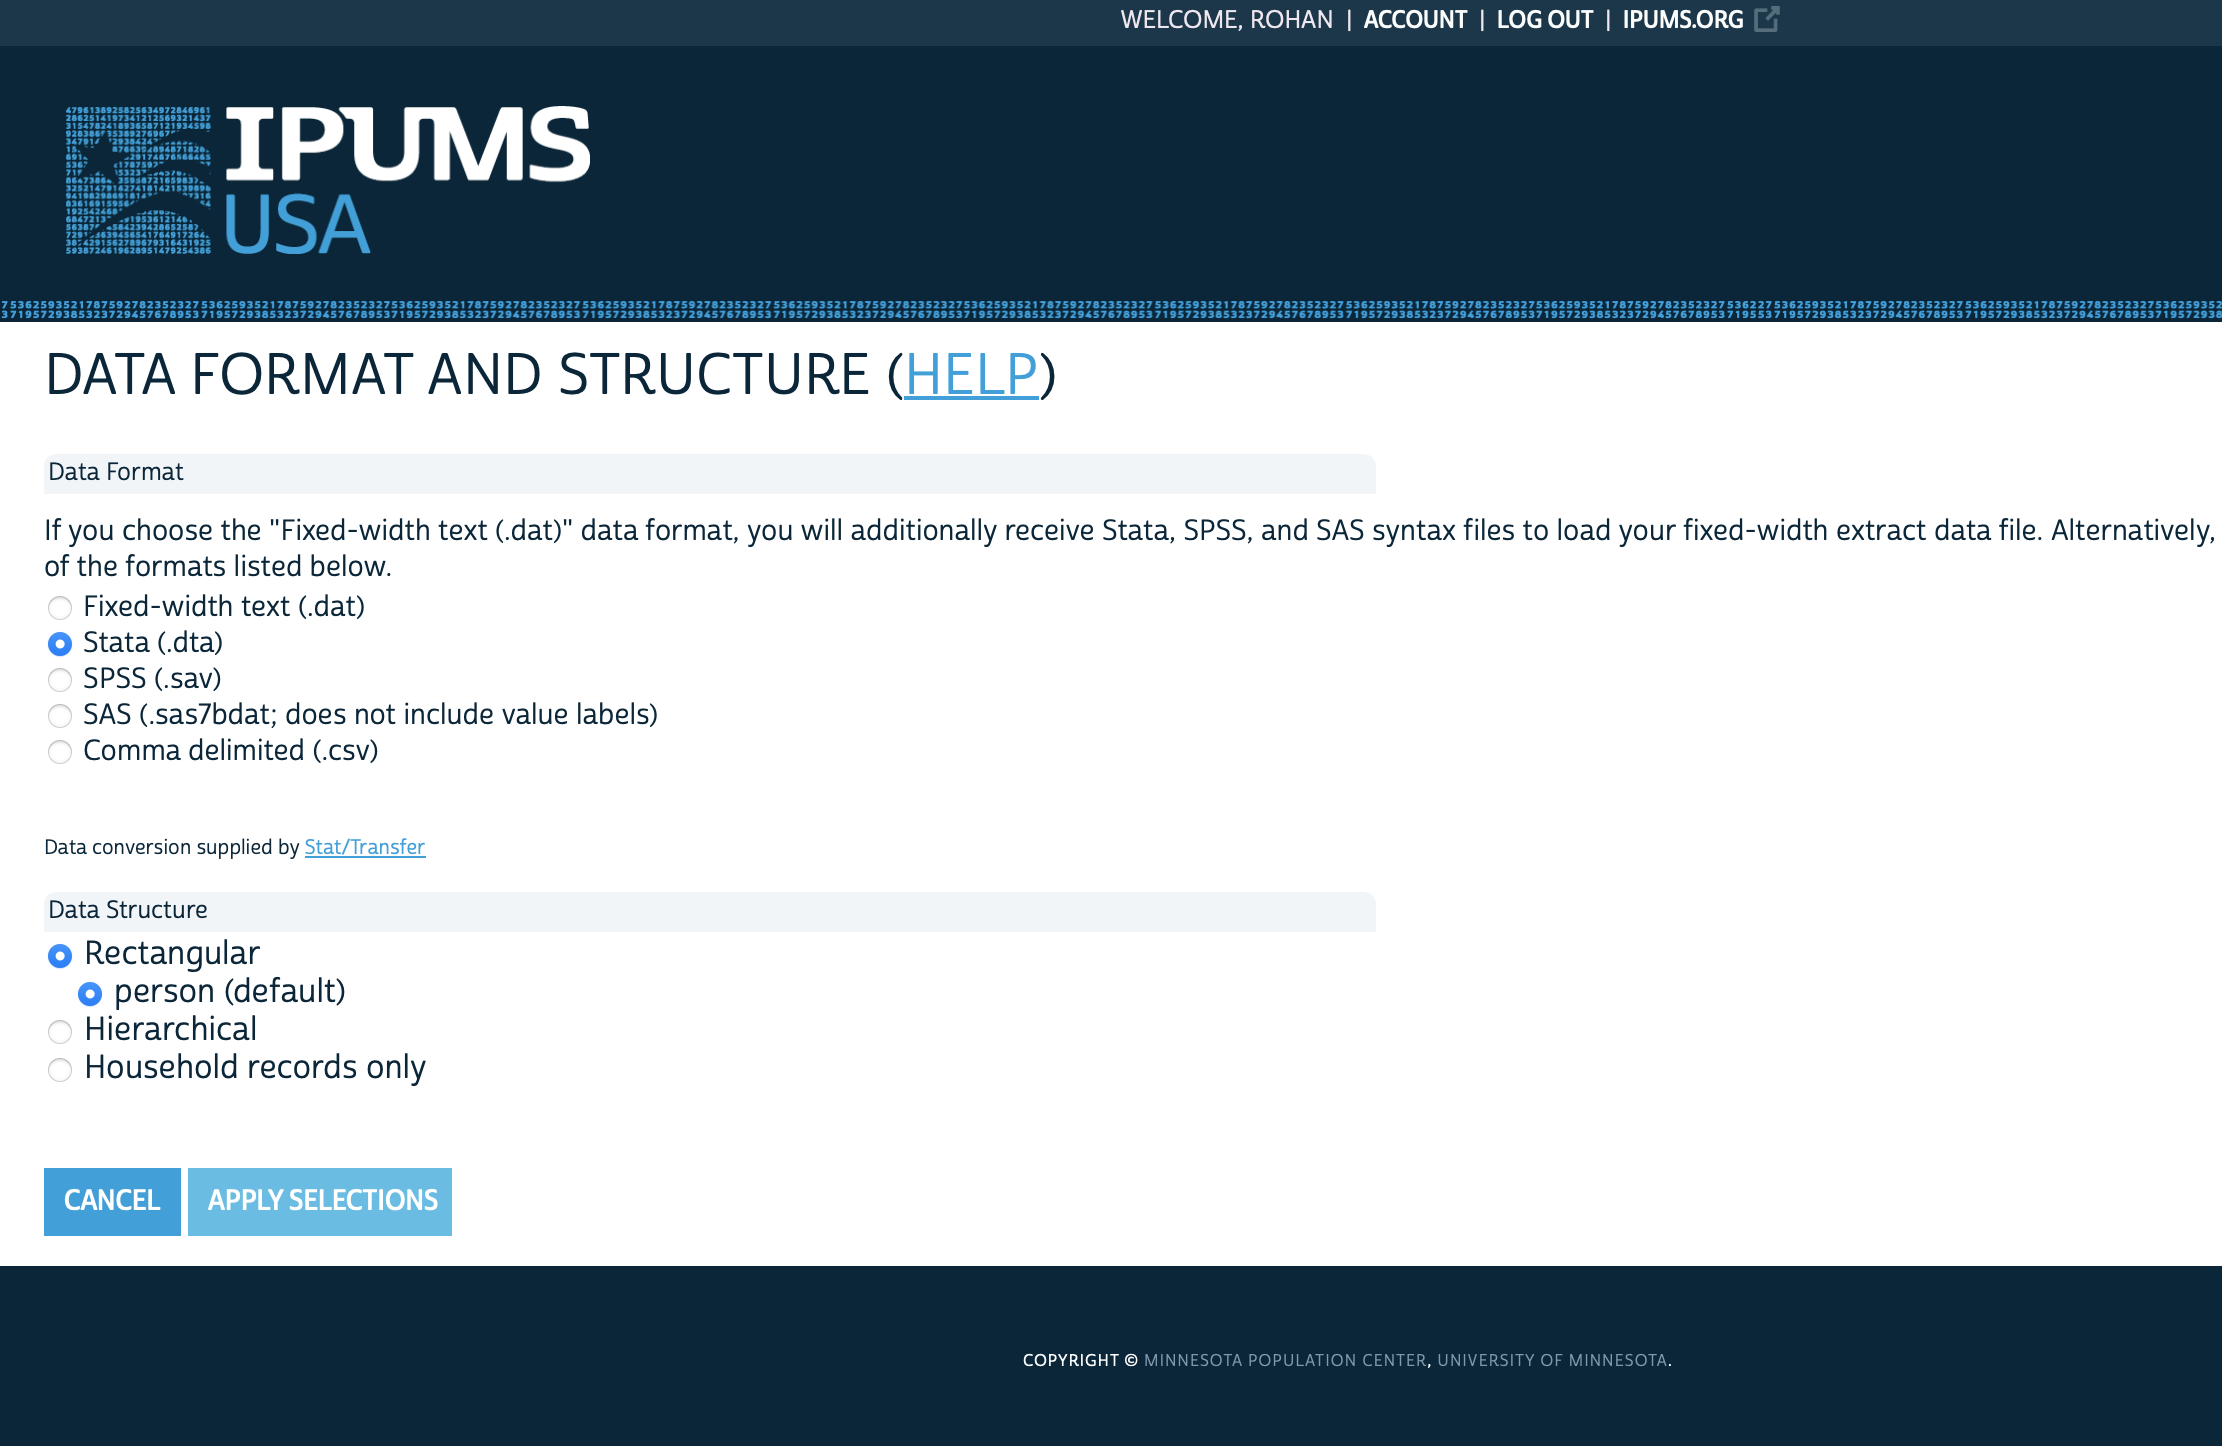 WELCOME, ROHAN | ACCOUNT | LOG OUT | IPUMS.ORG
IPUMS
USA
DATA FORMAT AND STRUCTURE (HELP)
Data Format
If you choose the "Fixed-width text (.dat)" data format, you will additionally receive Stata, SPSS, and SAS syntax files to load your fixed-width extract data file. Alternatively,
of the formats listed below.
Fixed-width text (.dat)
Stata (.dta)
SPSS (.sav)
SAS (.sas7bdat; does not include value labels)
Comma delimited (.csv)
Data conversion supplied by Stat/Transfer
Data Structure
Rectangular
person (default)
Hierarchical
Household records only
CANCEL
APPLY SELECTIONS
COPYRIGHT © MINNESOTA POPULATION CENTER, UNIVERSITY OF MINNESOTA.